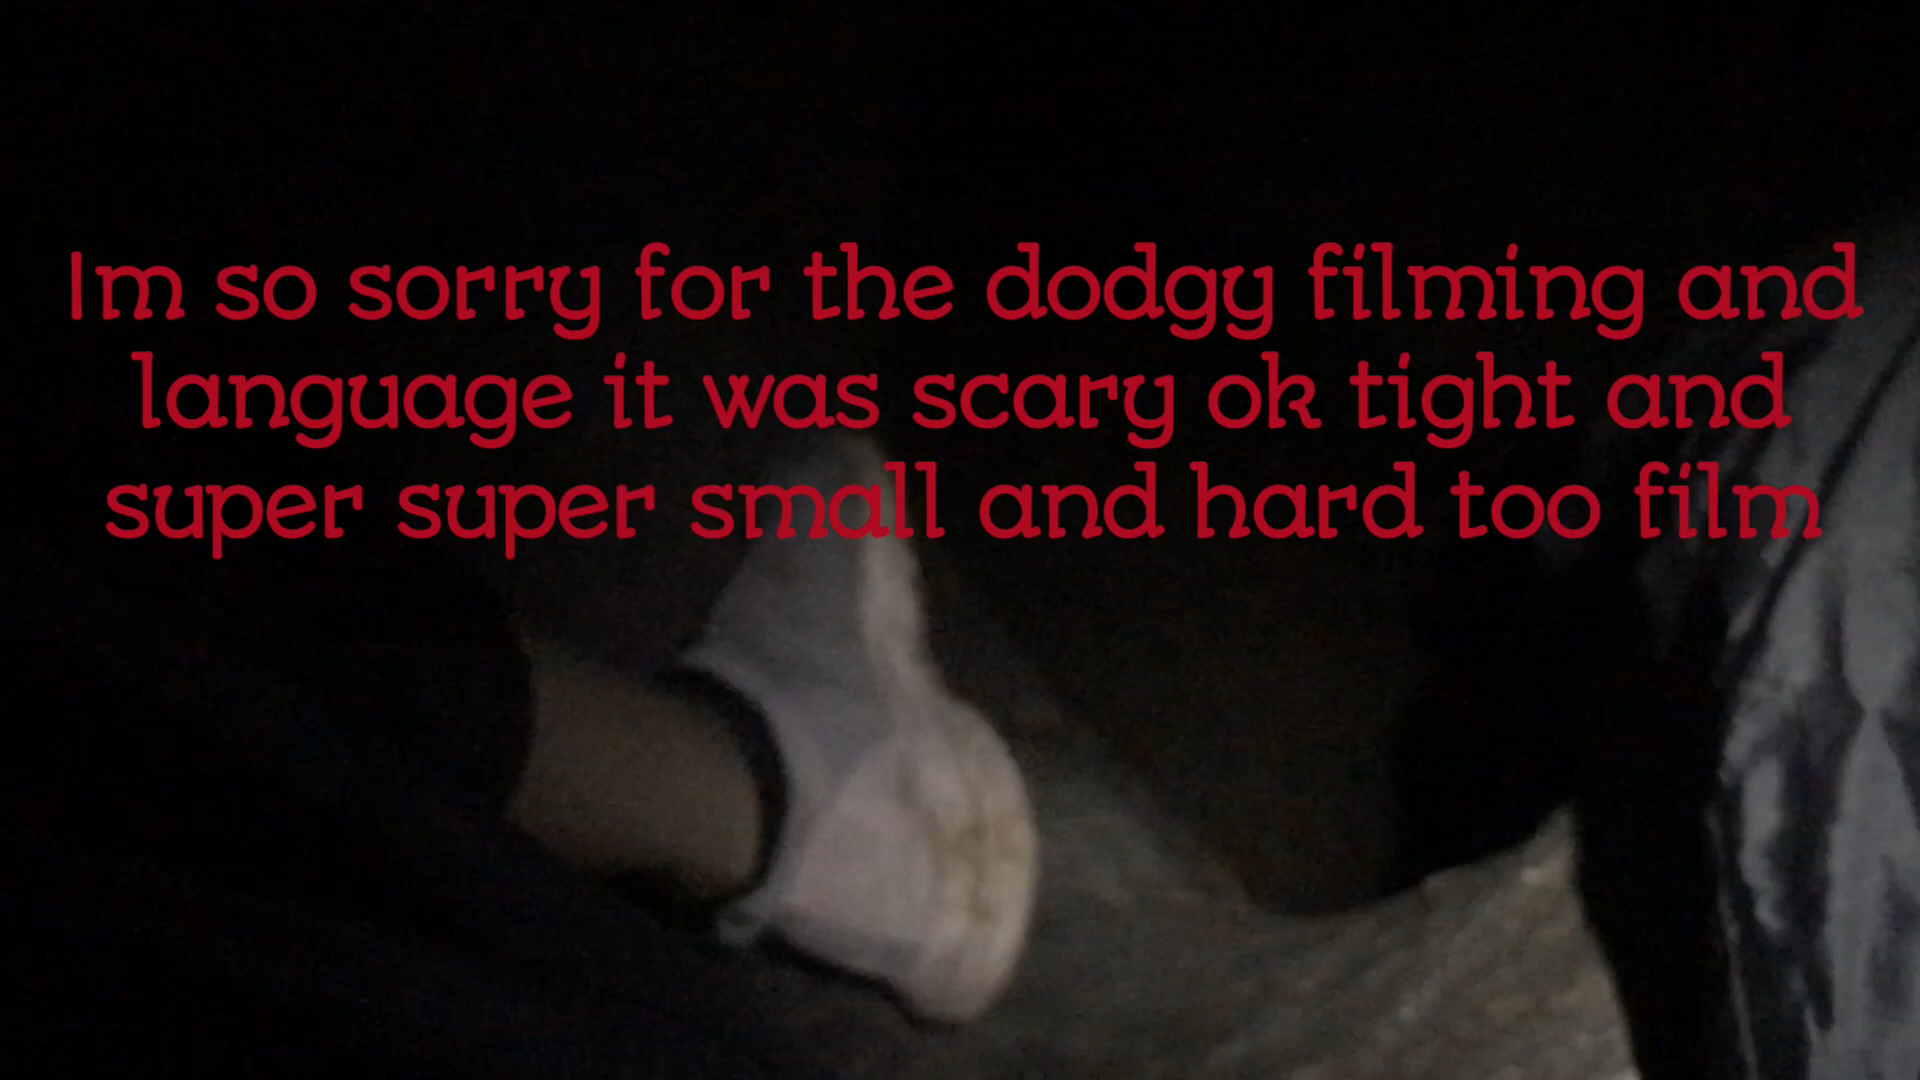 Im so sorry for the dodgy filming and
language it was scary ok tight and
super super small and hard too film